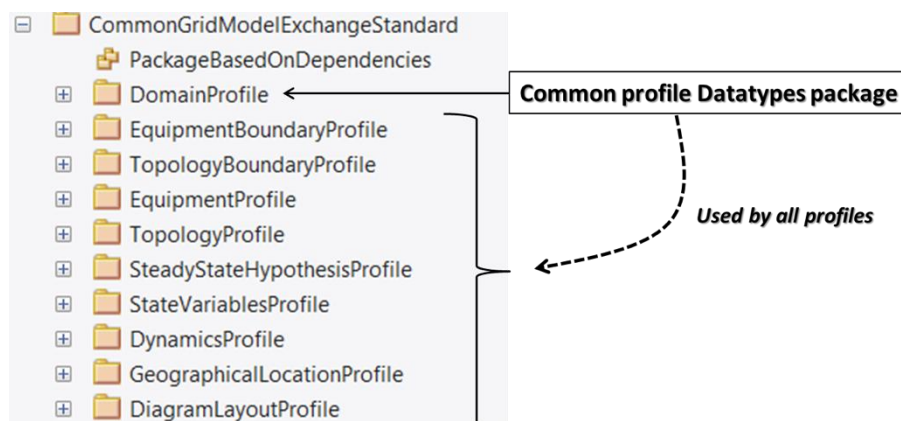 CommonGridModelExchangeStandard
PackageBasedOnDependencies
DomainProfile
Common profile Datatypes package
EquipmentBoundaryProfile
TopologyBoundaryProfile
EquipmentProfile
Used by all profiles
TopologyProfile
SteadyStateHypothesisProfile
StateVariablesProfile
DynamicsProfile
GeographicalLocationProfile
DiagramLayoutProfile